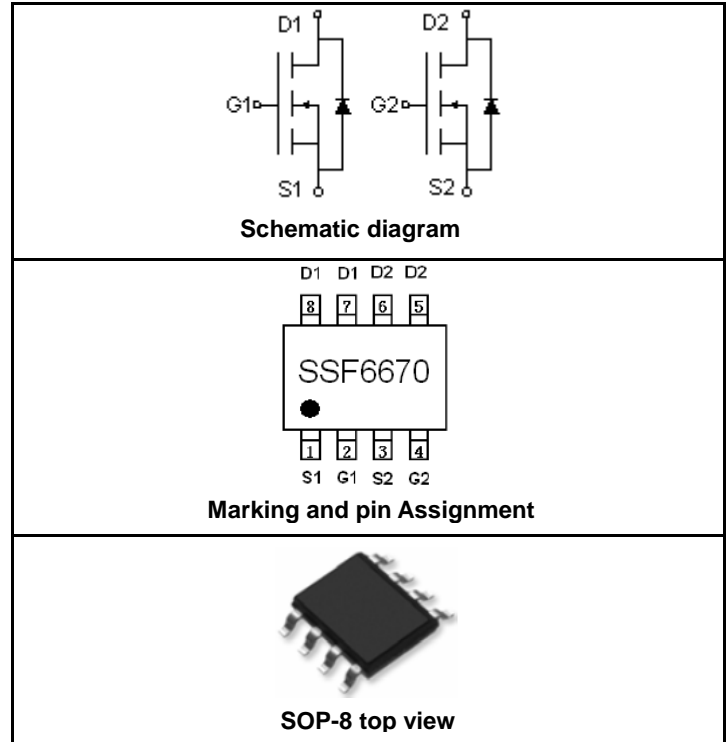 D1 D2
G1 G2
S1 S2
Schematic diagram
D1 D1 D2 D2
8 7 6 5
SSF6670
1 2 3 4
S1 G1 S2 G2
Marking and pin Assignment
SOP-8 top view